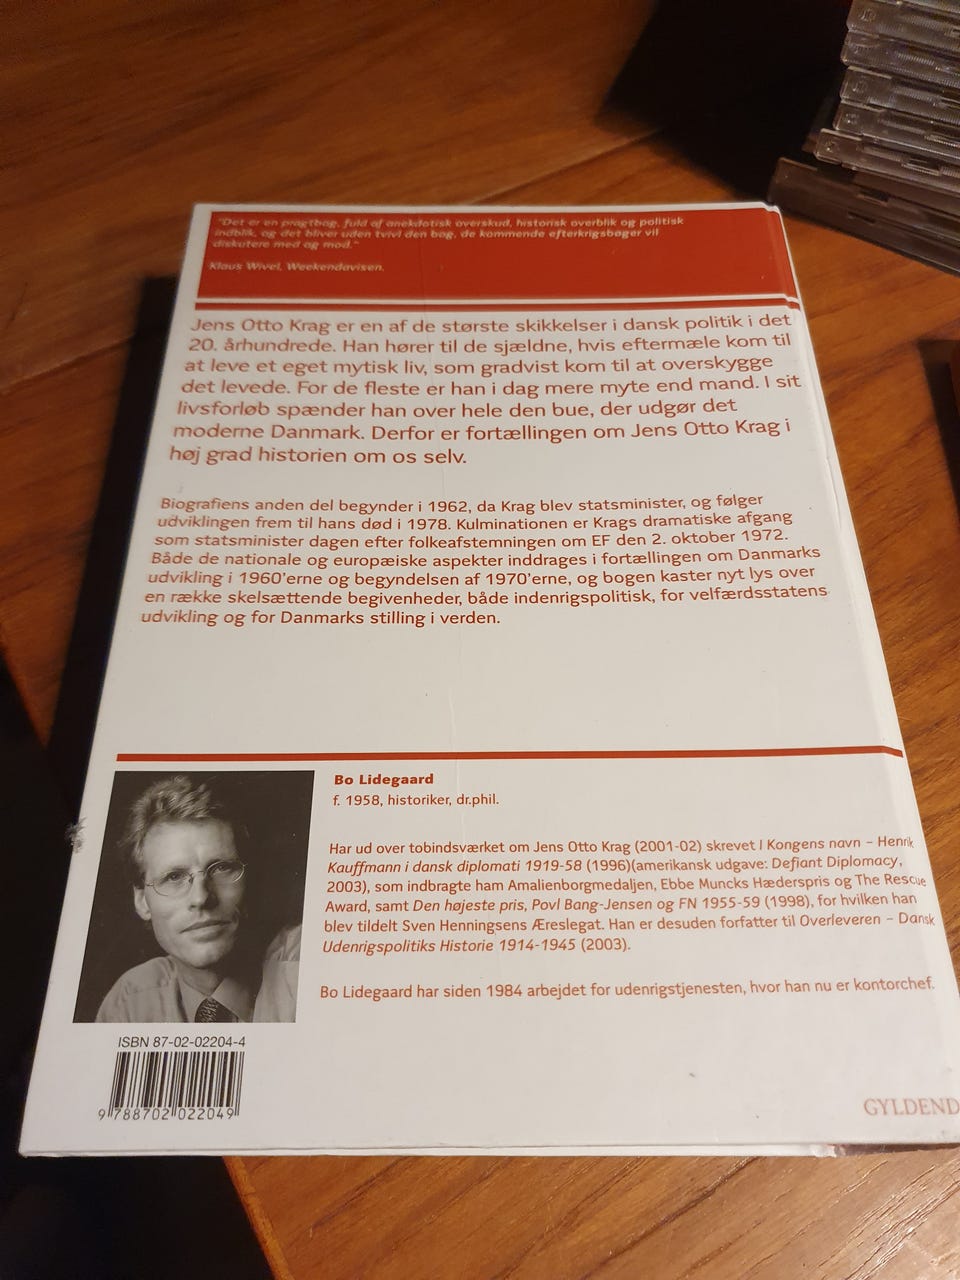 "Det er en pragtbog, fuld af anekdotisk overskud, historisk overblik og politisk
indblik, og det bliver uden tvivl den bog, de kommende efterkrigsbøger vil
diskutere med og mod."
Klaus Wivel, Weekendavisen.
Jens Otto Krag er en af de største skikkelser i dansk politik i det
20. århundrede. Han hører til de sjældne, hvis eftermæle kom til
at leve et eget mytisk liv, som gradvist kom til at overskygge
det levede. For de fleste er han i dag mere myte end mand. I sit
livsforløb spænder han over hele den bue, der udgør det
moderne Danmark. Derfor er fortællingen om Jens Otto Krag i
høj grad historien om os selv.
Biografiens anden del begynder i 1962, da Krag blev statsminister, og følger
udviklingen frem til hans død i 1978. Kulminationen er Krags dramatiske afgang
som statsminister dagen efter folkeafstemningen om EF den 2. oktober 1972.
Både de nationale og europæiske aspekter inddrages i fortællingen om Danmarks
udvikling i 1960'erne og begyndelsen af 1970'erne, og bogen kaster nyt lys over
en række skelsættende begivenheder, både indenrigspolitisk, for velfærdsstatens
udvikling og for Danmarks stilling i verden.
Bo Lidegaard
f. 1958, historiker, dr.phil.
Har ud over tobindsværket om Jens Otto Krag (2001-02) skrevet I Kongens navn – Henrik
Kauffmann i dansk diplomati 1919-58 (1996)(amerikansk udgave: Defiant Diplomacy,
2003), som indbragte ham Amalienborgmedaljen, Ebbe Muncks Hæderspris og The Rescue
Award, samt Den højeste pris, Povl Bang-Jensen og FN 1955-59 (1998), for hvilken han
blev tildelt Sven Henningsens Æreslegat. Han er desuden forfatter til Overleveren – Dansk
Udenrigspolitiks Historie 1914-1945 (2003).
Bo Lidegaard har siden 1984 arbejdet for udenrigstjenesten, hvor han nu er kontorchef.
ISBN 87-02-02204-4
9 788702 022049
GYLDEND